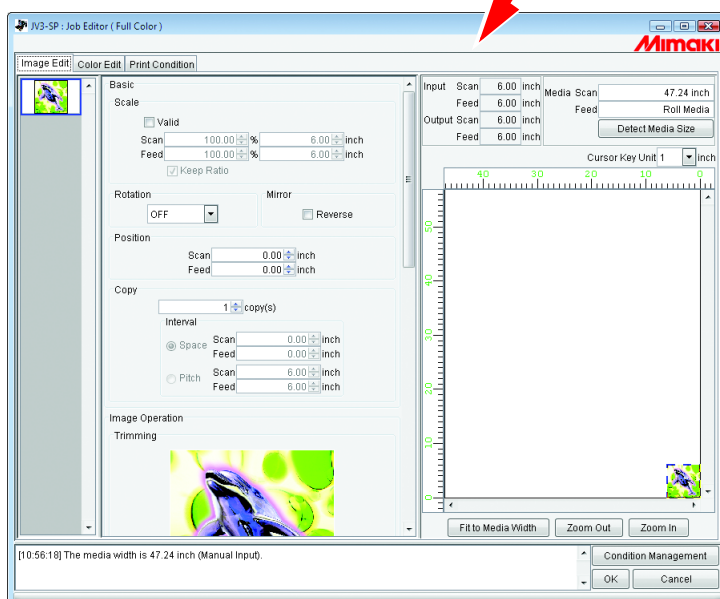 JV3-SP : Job Editor ( Full Color )
Mimaki
Image Edit Color Edit Print Condition
Basic
Scale
Valid
Scan 100.00 % 6.00 inch
Feed 100.00 % 6.00 inch
Keep Ratio
Rotation Mirror
OFF Reverse
Position
Scan 0.00 inch
Feed 0.00 inch
Copy
1 copy(s)
Interval
Space Scan 0.00 inch
Feed 0.00 inch
Pitch Scan 6.00 inch
Feed 6.00 inch
Image Operation
Trimming
Input Scan 6.00 inch
Feed 6.00 inch
Output Scan 6.00 inch
Feed 6.00 inch
Media Scan 47.24 inch
Feed Roll Media
Detect Media Size
Cursor Key Unit 1 inch
40 30 20 10 0
50
40
30
20
10
0
Fit to Media Width Zoom Out Zoom In
[10:56:18] The media width is 47.24 inch (Manual Input).
Condition Management
OK Cancel